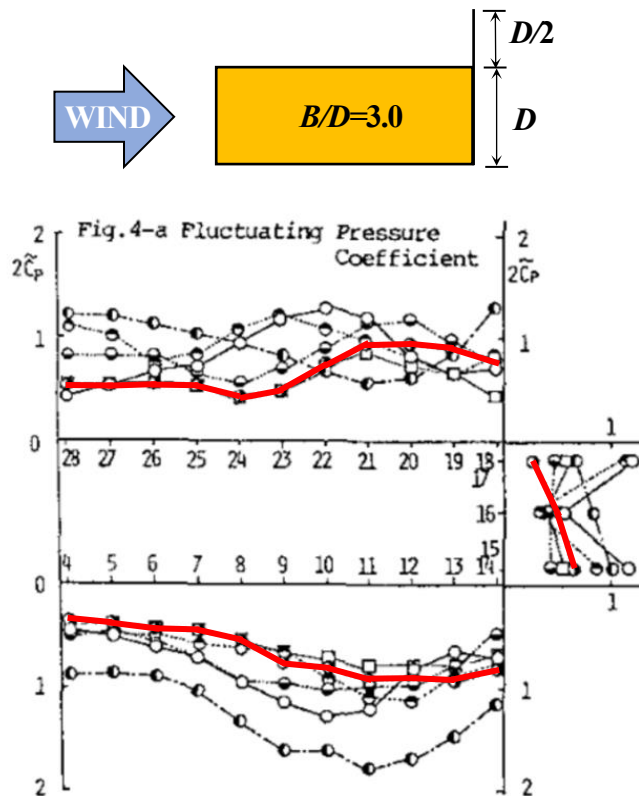 D/2
WIND
B/D=3.0
D
2
Fig.4-a Fluctuating Pressure
2
2C̃p
Coefficient
2C̃p
1
1
0
1
28 27 26 25 24 23 22 21 20 19 18
17
16
15
4 5 6 7 8 9 10 11 12 13 14
0
1
1
1
2
2